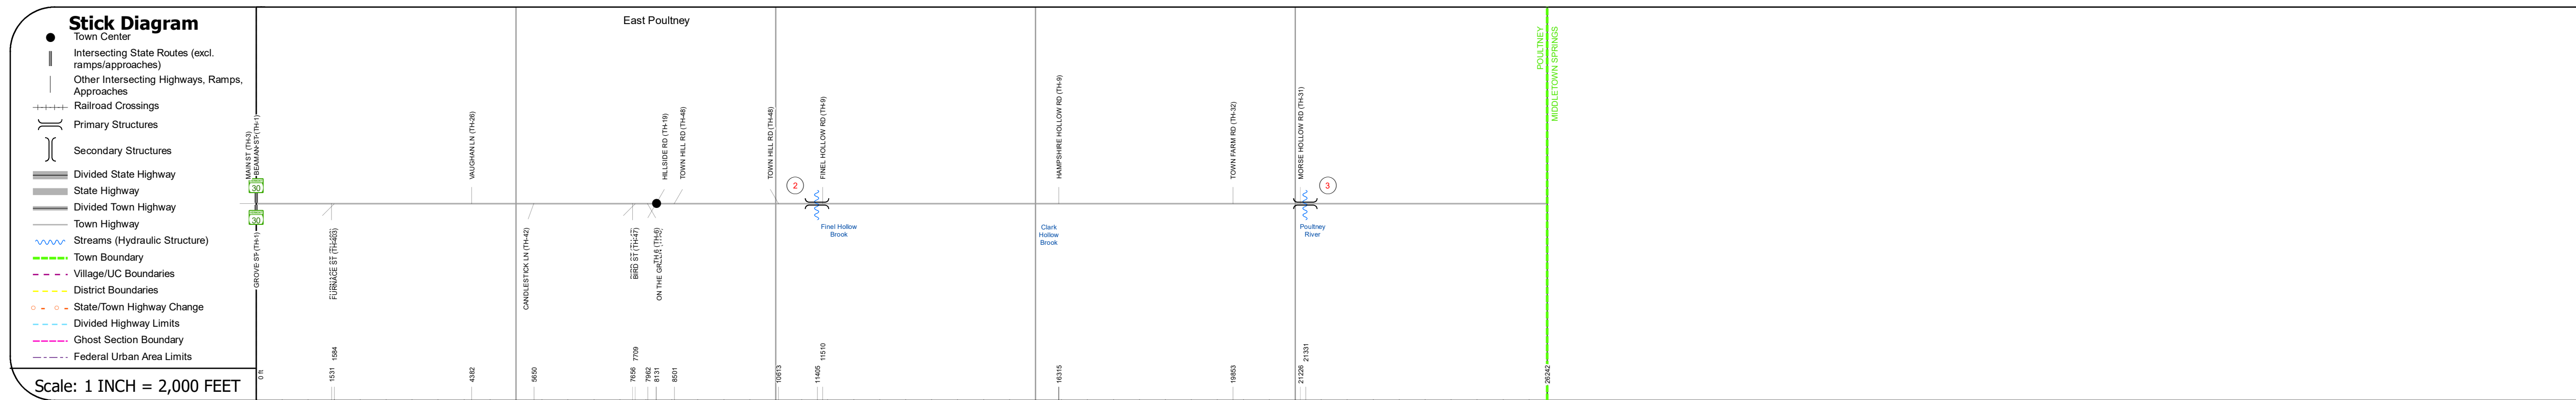 Stick Diagram
Town Center
Intersecting State Routes (excl.
ramps/approaches)
Other Intersecting Highways, Ramps,
Approaches
Railroad Crossings
Primary Structures
Secondary Structures
Divided State Highway
State Highway
Divided Town Highway
Town Highway
Streams (Hydraulic Structure)
Town Boundary
Village/UC Boundaries
District Boundaries
State/Town Highway Change
Divided Highway Limits
Ghost Section Boundary
Federal Urban Area Limits
Scale: 1 INCH = 2,000 FEET
East Poultney
POULTNEY
MIDDLETOWN SPRINGS
MAIN ST (TH-3)
BEAMAN ST (TH-1)
VAUGHAN LN (TH-26)
HILLSIDE RD (TH-19)
TOWN HILL RD (TH-48)
TOWN HILL RD (TH-48)
FINEL HOLLOW RD (TH-9)
HAMPSHIRE HOLLOW RD (TH-9)
TOWN FARM RD (TH-32)
MORSE HOLLOW RD (TH-31)
30
30
2
3
GROVE ST (TH-1)
FURNACE ST (TH-403)
CANDLESTICK LN (TH-42)
BIRD ST (TH-47)
TH 6 (TH-6)
ON THE
Finel Hollow
Brook
Clark
Hollow
Brook
Poultney
River
0 ft
1531
1584
4382
5650
7656
7709
7962
8131
8501
10613
11405
11510
16315
19853
21226
21331
26242